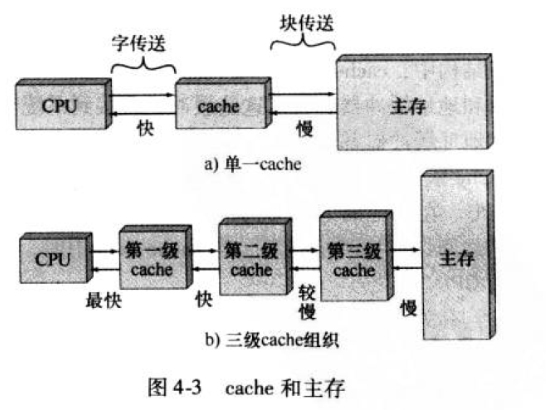 字传送
块传送
CPU
cache
主存
快
慢
a) 单一cache
CPU
第一级
cache
第二级
cache
第三级
cache
主存
最快
快
较
慢
慢
b) 三级cache组织
图 4-3 cache 和主存